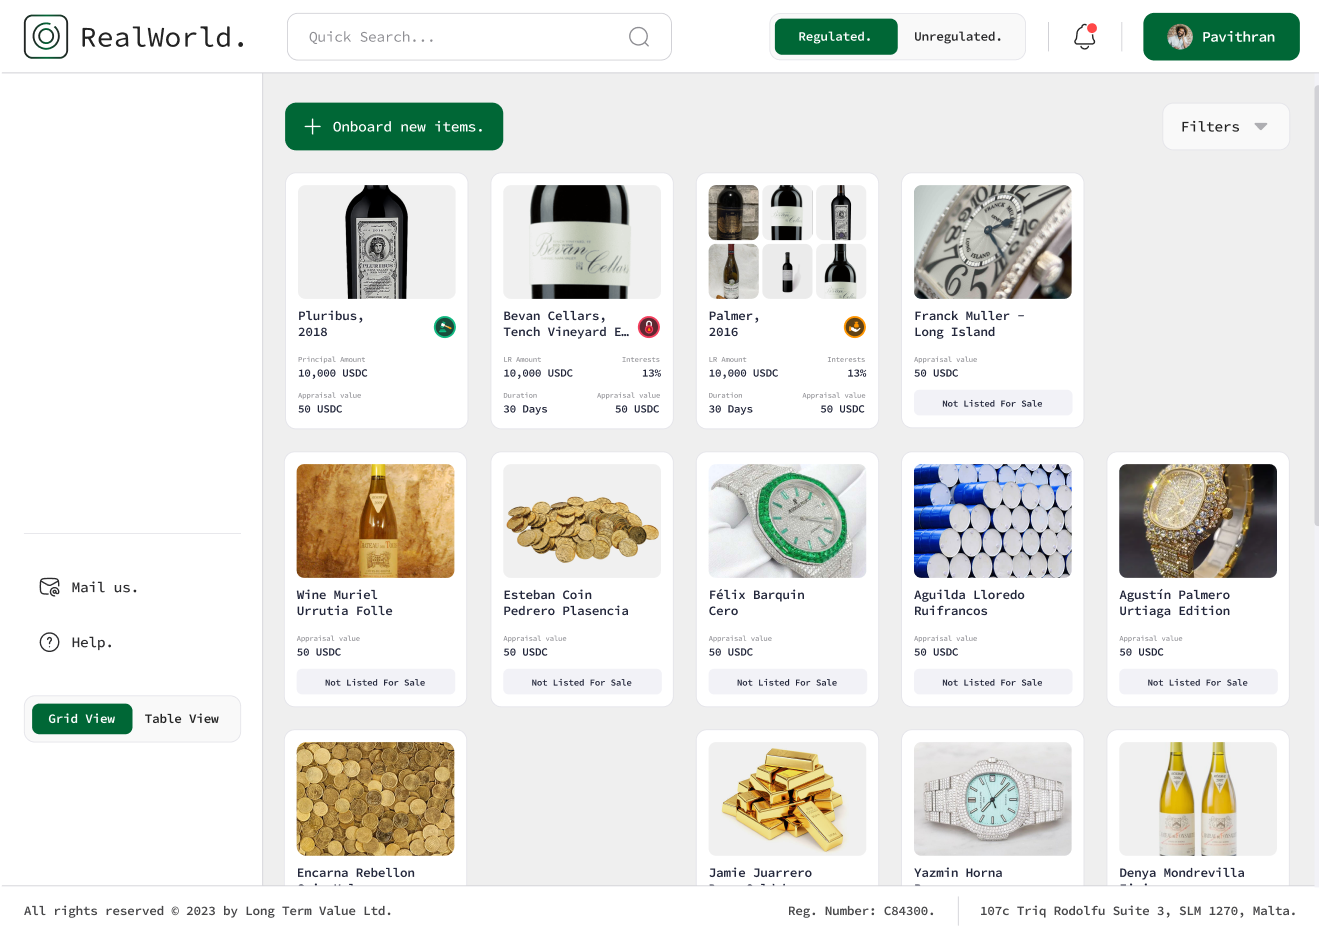 RealWorld.
Quick Search...
Regulated.
Unregulated.
Pavithran
Onboard new items.
Filters
Pluribus,
2018
Principal Amount
10,000 USDC
Appraisal value
50 USDC
Bevan Cellars,
Tench Vineyard E…
LR Amount
Interests
10,000 USDC
13%
Duration
Appraisal value
30 Days
50 USDC
Palmer,
2016
LR Amount
Interests
10,000 USDC
13%
Duration
Appraisal value
30 Days
50 USDC
Franck Muller –
Long Island
Appraisal value
50 USDC
Not Listed For Sale
Wine Muriel
Urrutia Folle
Appraisal value
50 USDC
Not Listed For Sale
Esteban Coin
Pedrero Plasencia
Appraisal value
50 USDC
Not Listed For Sale
Félix Barquin
Cero
Appraisal value
50 USDC
Not Listed For Sale
Aguilda Lloredo
Ruifrancos
Appraisal value
50 USDC
Not Listed For Sale
Agustín Palmero
Urtiaga Edition
Appraisal value
50 USDC
Not Listed For Sale
Encarna Rebellon
Jamie Juarrero
Yazmin Horna
Denya Mondrevilla
Mail us.
Help.
Grid View
Table View
All rights reserved © 2023 by Long Term Value Ltd.
Reg. Number: C84300.
107c Triq Rodolfu Suite 3, SLM 1270, Malta.